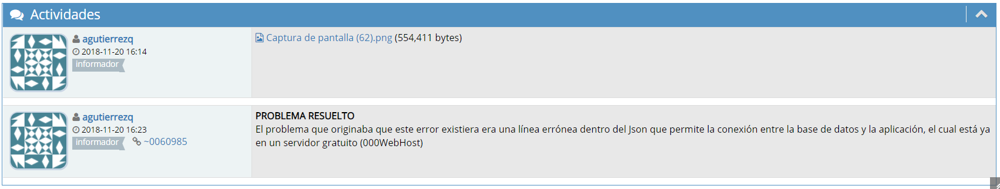 Actividades
agutierrezq
2018-11-20 16:14
informador
Captura de pantalla (62).png (554,411 bytes)
agutierrezq
2018-11-20 16:23
informador ~0060985
PROBLEMA RESUELTO
El problema que originaba que este error existiera era una línea errónea dentro del Json que permite la conexión entre la base de datos y la aplicación, el cual está ya
en un servidor gratuito (000WebHost)